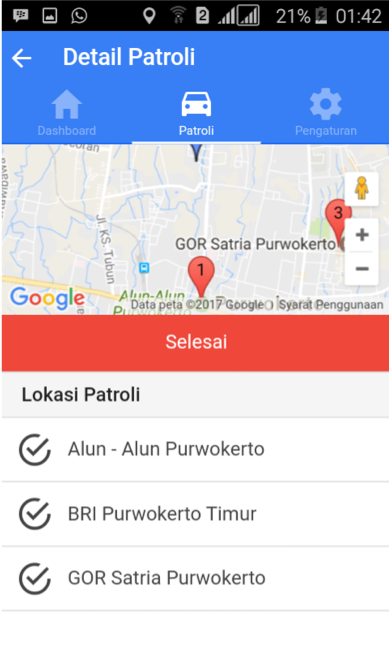 2
21%
01:42
Detail Patroli
Dashboard
Patroli
Pengaturan
Jl. KS. Tubun
3
GOR Satria Purwokerto
1
Google
Alun-Alun
Data peta ©2017 Google
Syarat Penggunaan
Selesai
Lokasi Patroli
Alun - Alun Purwokerto
BRI Purwokerto Timur
GOR Satria Purwokerto